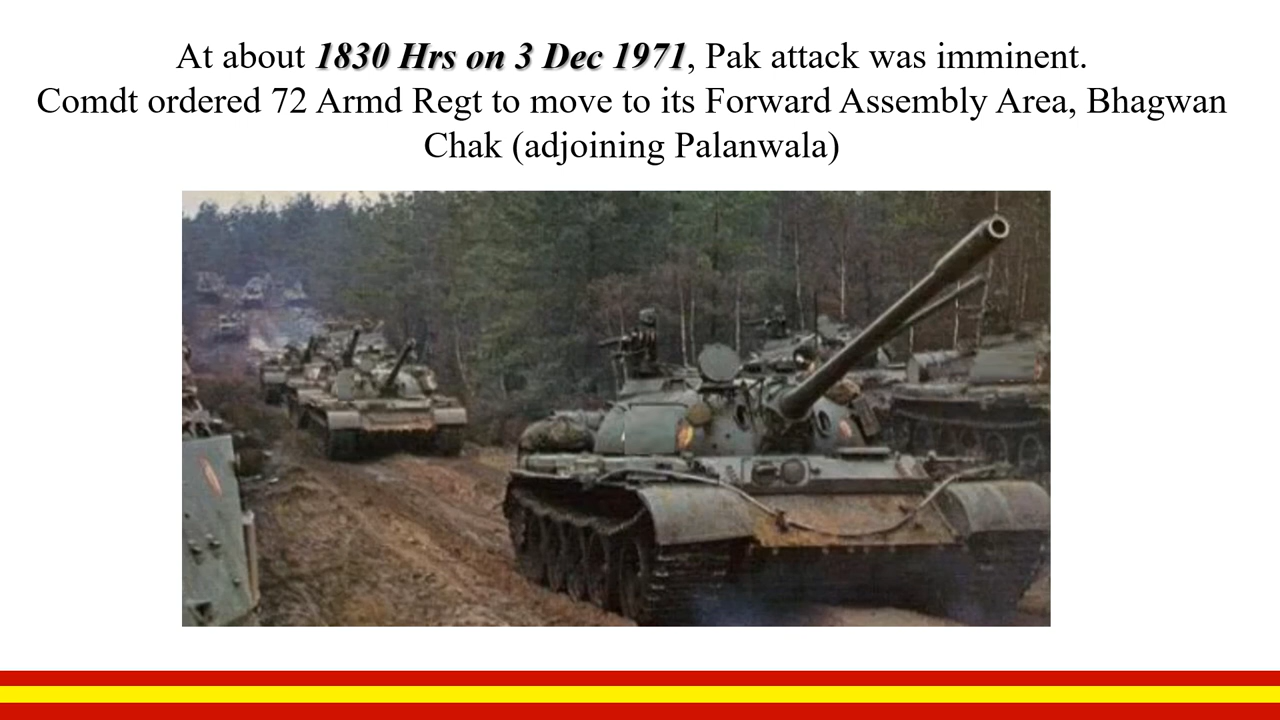 At about 1830 Hrs on 3 Dec 1971, Pak attack was imminent.
Comdt ordered 72 Armd Regt to move to its Forward Assembly Area, Bhagwan
Chak (adjoining Palanwala)